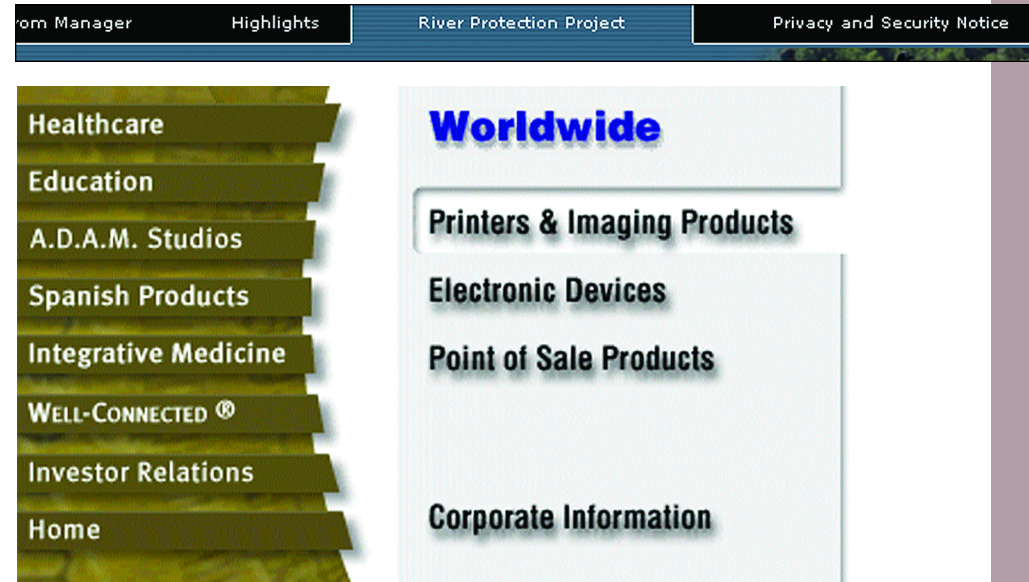 Manager Highlights River Protection Project Privacy and Security Notice
Healthcare
Education
A.D.A.M. Studios
Spanish Products
Integrative Medicine
WELL-CONNECTED ®
Investor Relations
Home
Worldwide
Printers & Imaging Products
Electronic Devices
Point of Sale Products
Corporate Information